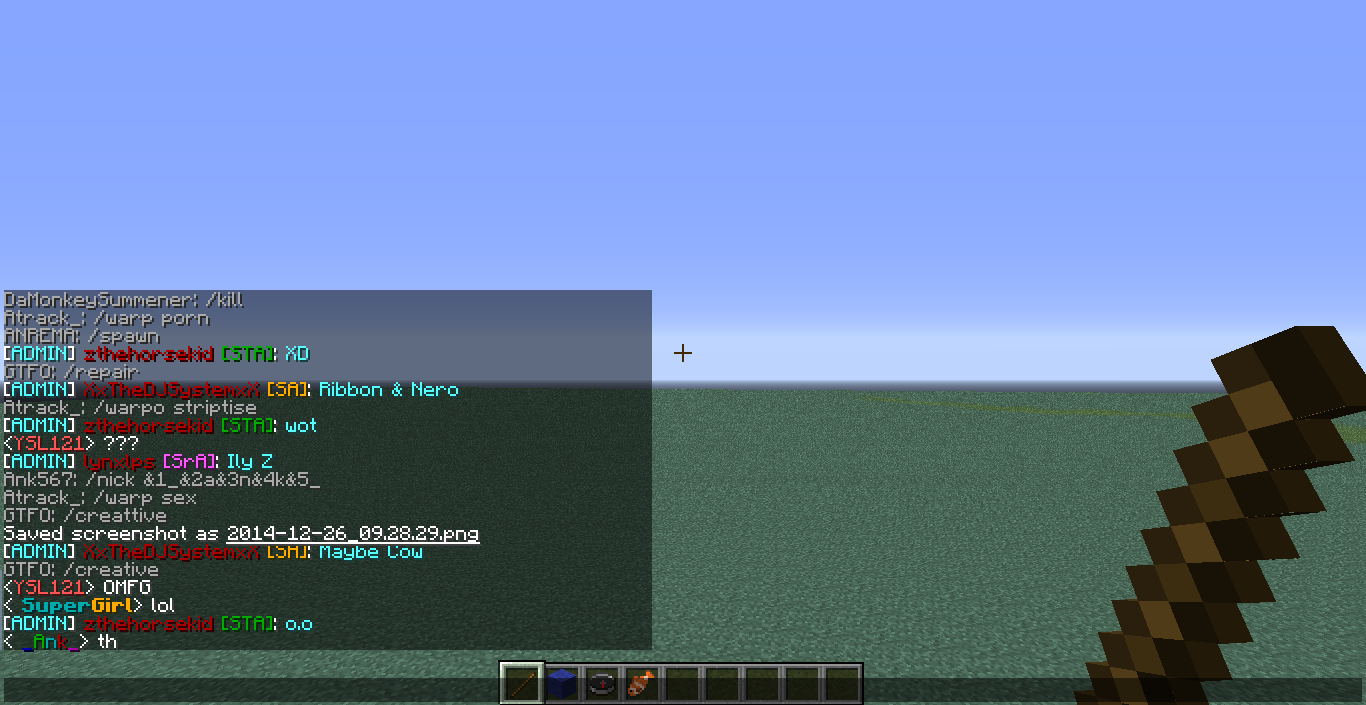 DaMonkeySummener: /kill
Atrack_: /warp porn
ANREMA: /spawn
[ADMIN] zthehorsekid [STA]: XD
GTFO: /repair
[ADMIN] XxTheDJSystemxX [SA]: Ribbon & Nero
Atrack_: /warpo striptise
[ADMIN] zthehorsekid [STA]: wot
<YSL121> ???
[ADMIN] lynxlps [SrA]: Ily Z
Ank567: /nick &1_&2a&3n&4k&5_
Atrack_: /warp sex
GTFO: /creattive
Saved screenshot as 2014-12-26_09.28.29.png
[ADMIN] XxTheDJSystemxX [SA]: Maybe Cow
GTFO: /creative
<YSL121> OMFG
< SuperGirl> lol
[ADMIN] zthehorsekid [STA]: o.o
< _Ank_> th